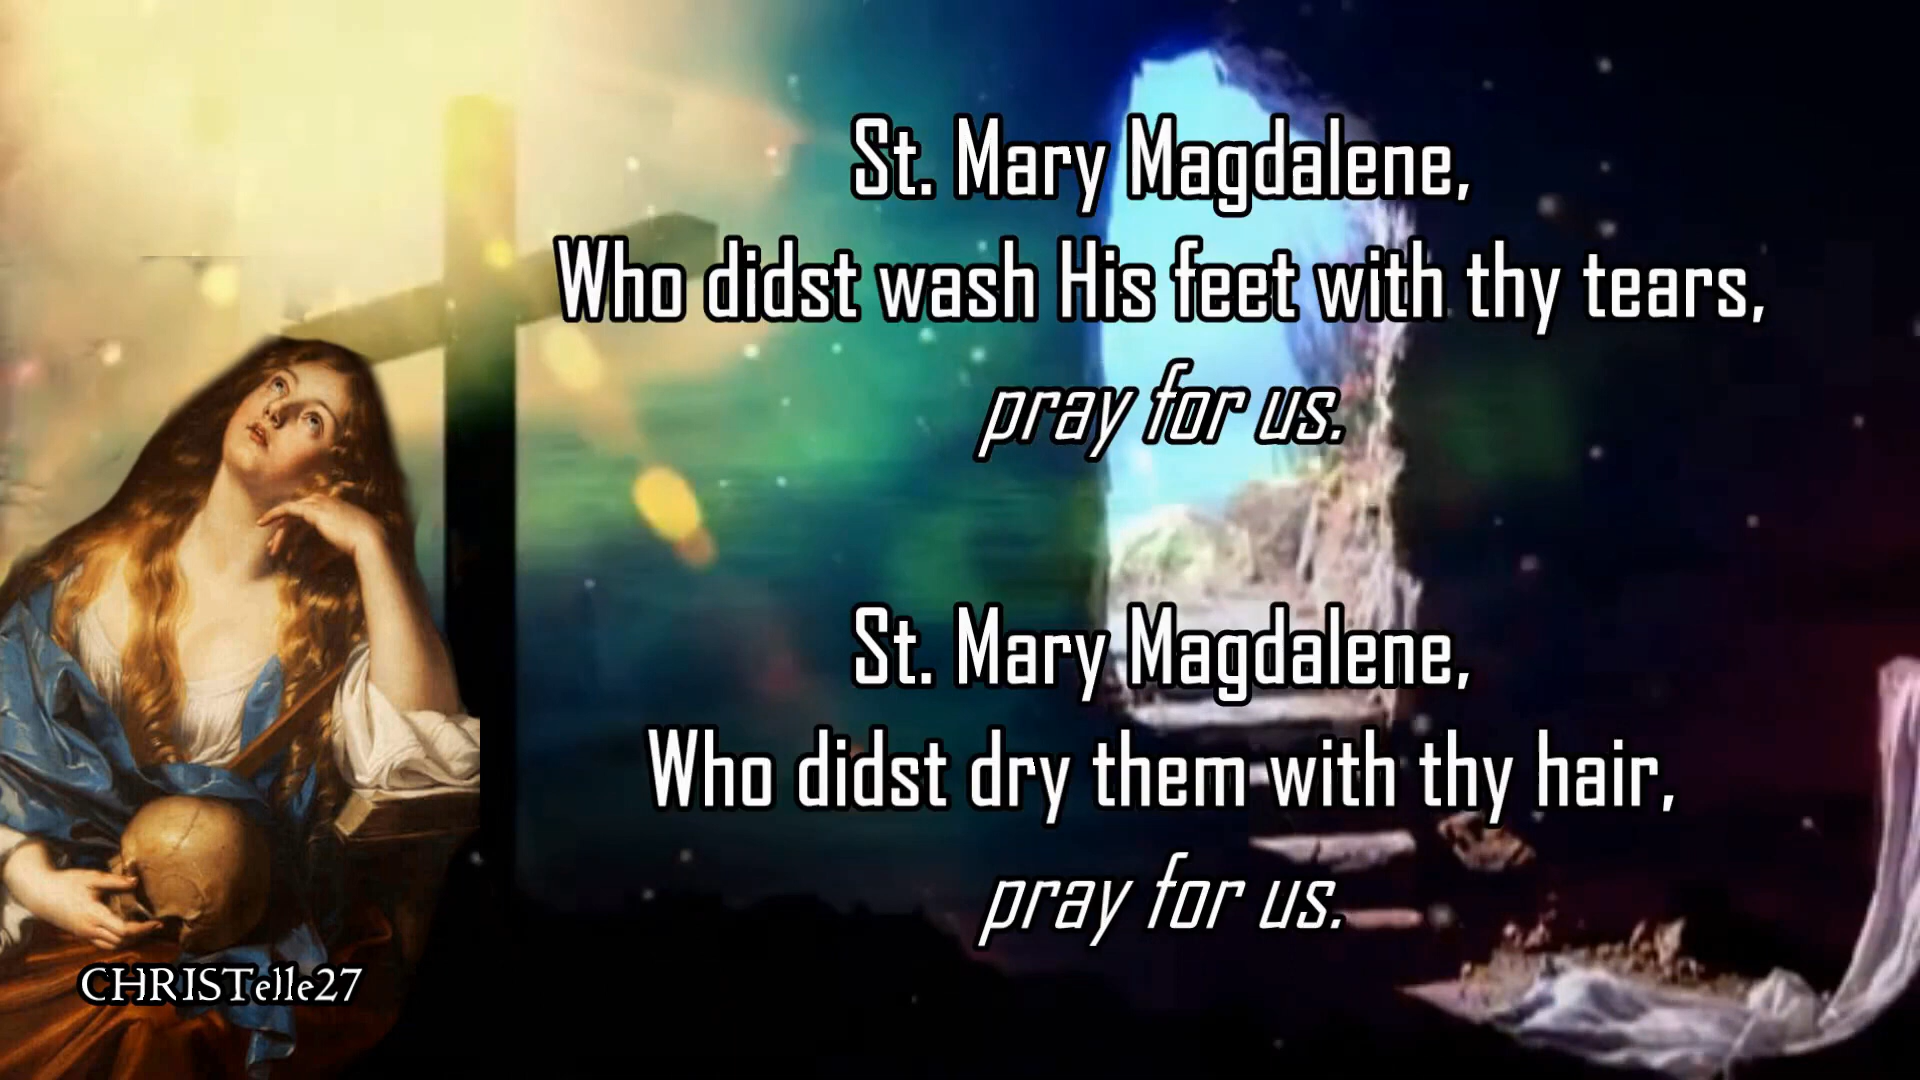 St. Mary Magdalene,
Who didst wash His feet with thy tears,
pray for us.
St. Mary Magdalene,
Who didst dry them with thy hair,
pray for us.
CHRISTelle27